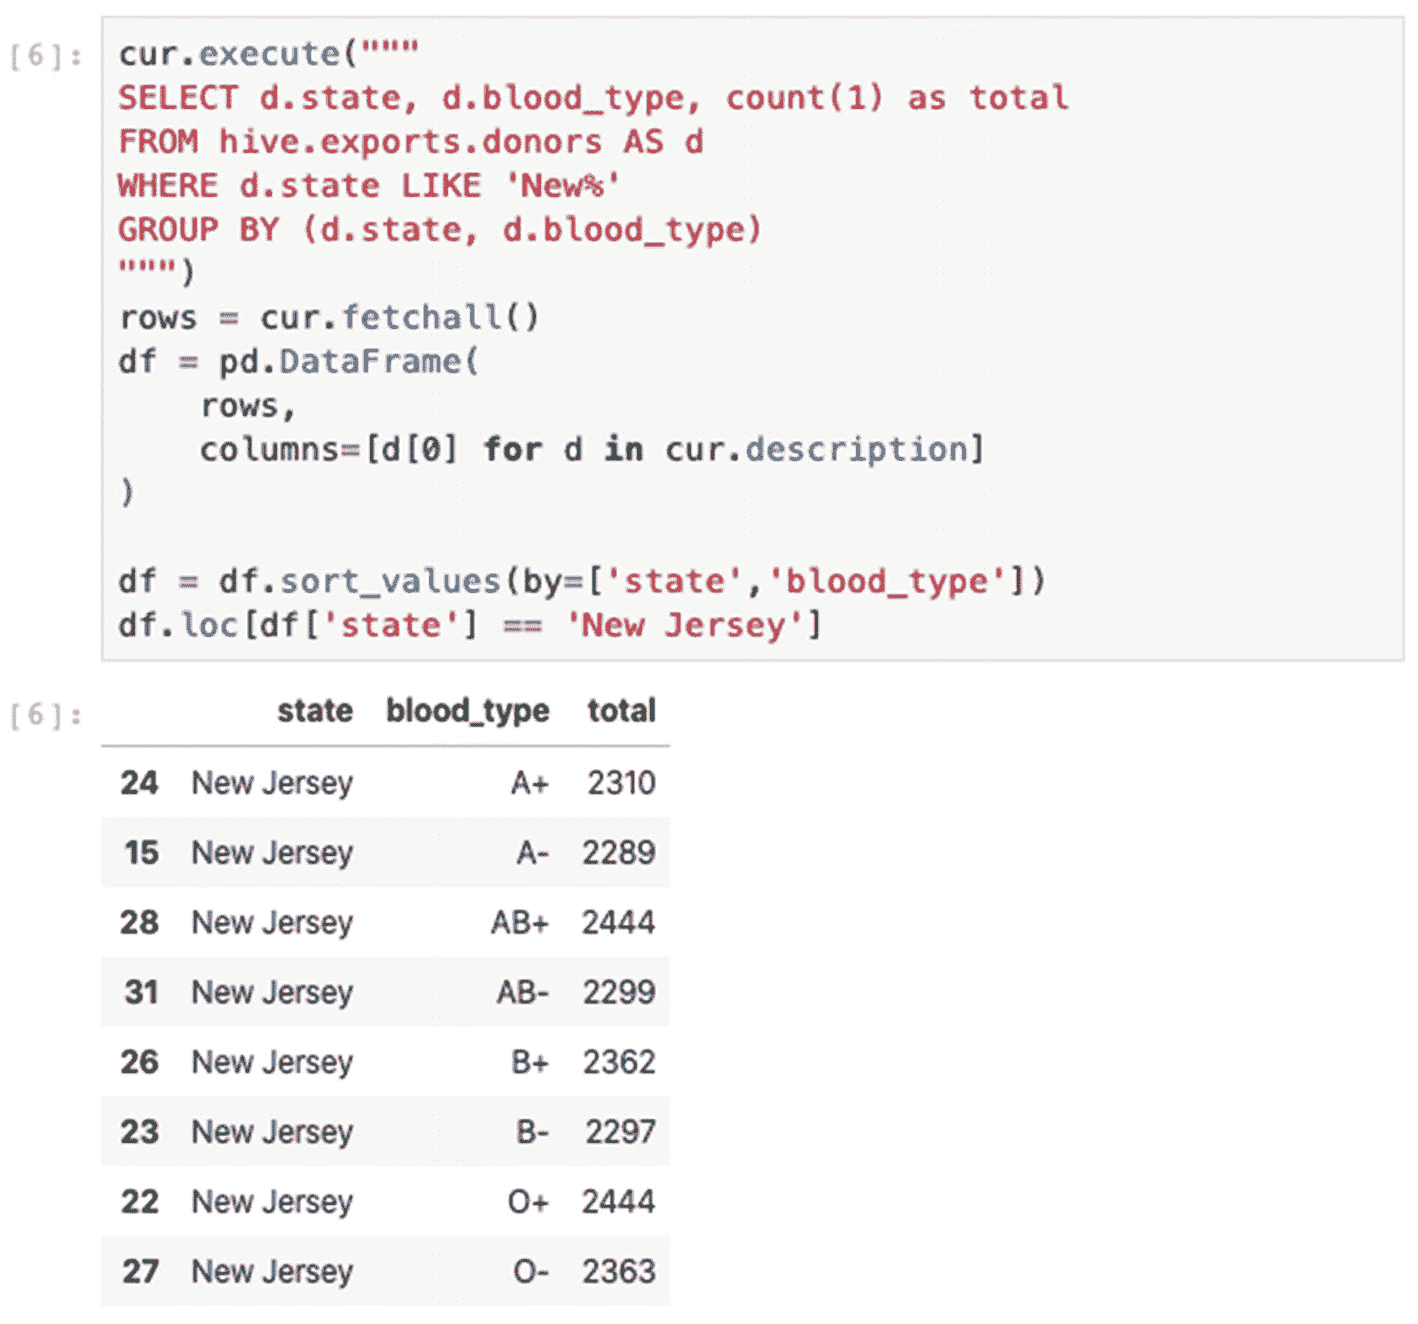 [6]: cur.execute("""
SELECT d.state, d.blood_type, count(1) as total
FROM hive.exports.donors AS d
WHERE d.state LIKE 'New%'
GROUP BY (d.state, d.blood_type)
""")
rows = cur.fetchall()
df = pd.DataFrame(
    rows,
    columns=[d[0] for d in cur.description]
)
df = df.sort_values(by=['state','blood_type'])
df.loc[df['state'] == 'New Jersey']
[6]: state blood_type total
24 New Jersey A+ 2310
15 New Jersey A- 2289
28 New Jersey AB+ 2444
31 New Jersey AB- 2299
26 New Jersey B+ 2362
23 New Jersey B- 2297
22 New Jersey O+ 2444
27 New Jersey O- 2363